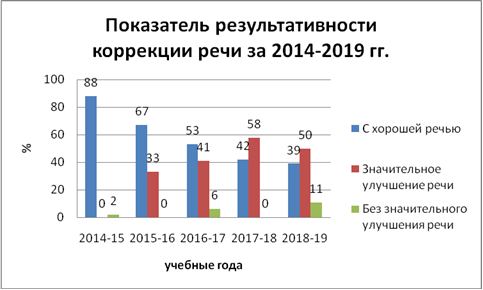 Показатель результативности
коррекции речи за 2014-2019 гг.
100
80
60
40
20
0
%
88
0
2
67
33
0
53
41
6
42
58
0
39
50
11
2014-15 2015-16 2016-17 2017-18 2018-19
учебные года
С хорошей речью
Значительное
улучшение речи
Без значительного
улучшения речи